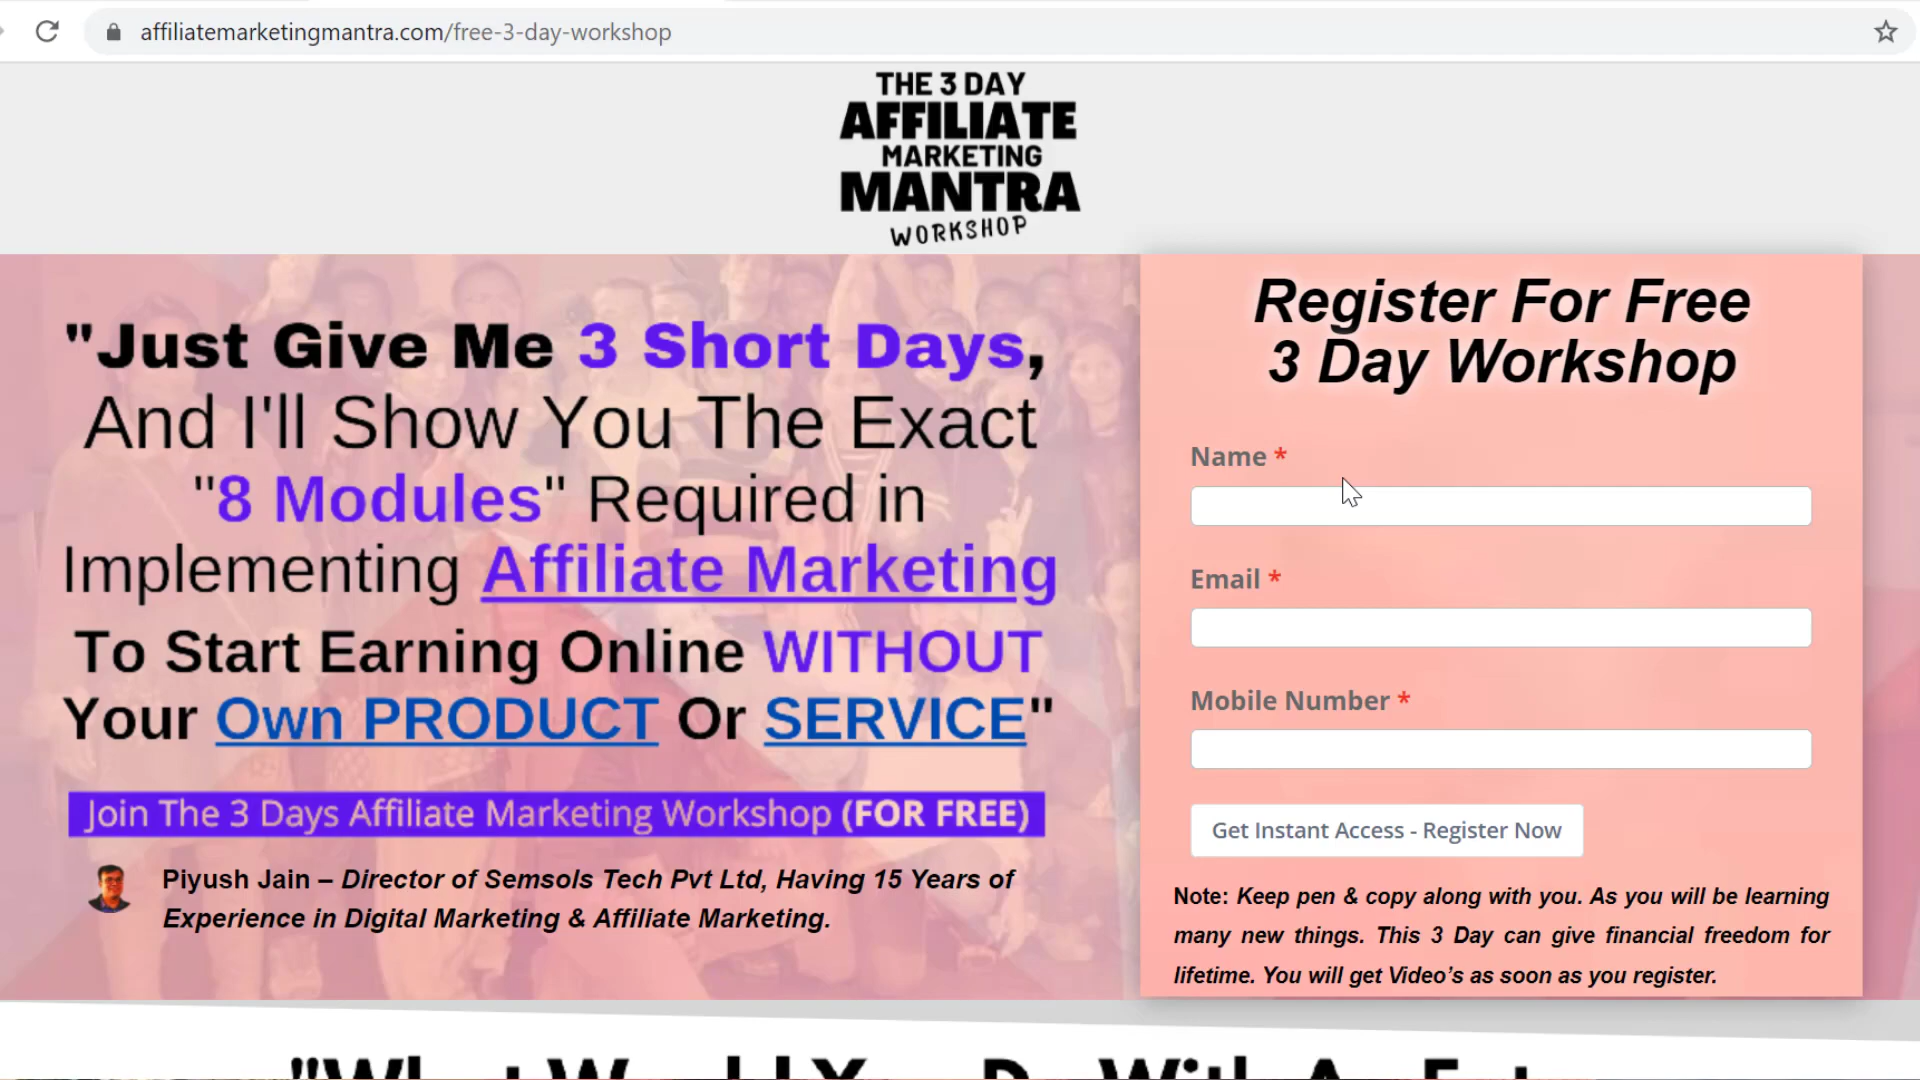 affiliatemarketingmantra.com/free-3-day-workshop
THE 3 DAY
AFFILIATE
MARKETING
MANTRA
WORKSHOP
"Just Give Me 3 Short Days,
And I'll Show You The Exact
"8 Modules" Required in
Implementing Affiliate Marketing
To Start Earning Online WITHOUT
Your Own PRODUCT Or SERVICE"
Join The 3 Days Affiliate Marketing Workshop (FOR FREE)
Piyush Jain – Director of Semsols Tech Pvt Ltd, Having 15 Years of
Experience in Digital Marketing & Affiliate Marketing.
Register For Free
3 Day Workshop
Name *
Email *
Mobile Number *
Get Instant Access - Register Now
Note: Keep pen & copy along with you. As you will be learning
many new things. This 3 Day can give financial freedom for
lifetime. You will get Video’s as soon as you register.
"What Would You Do With An